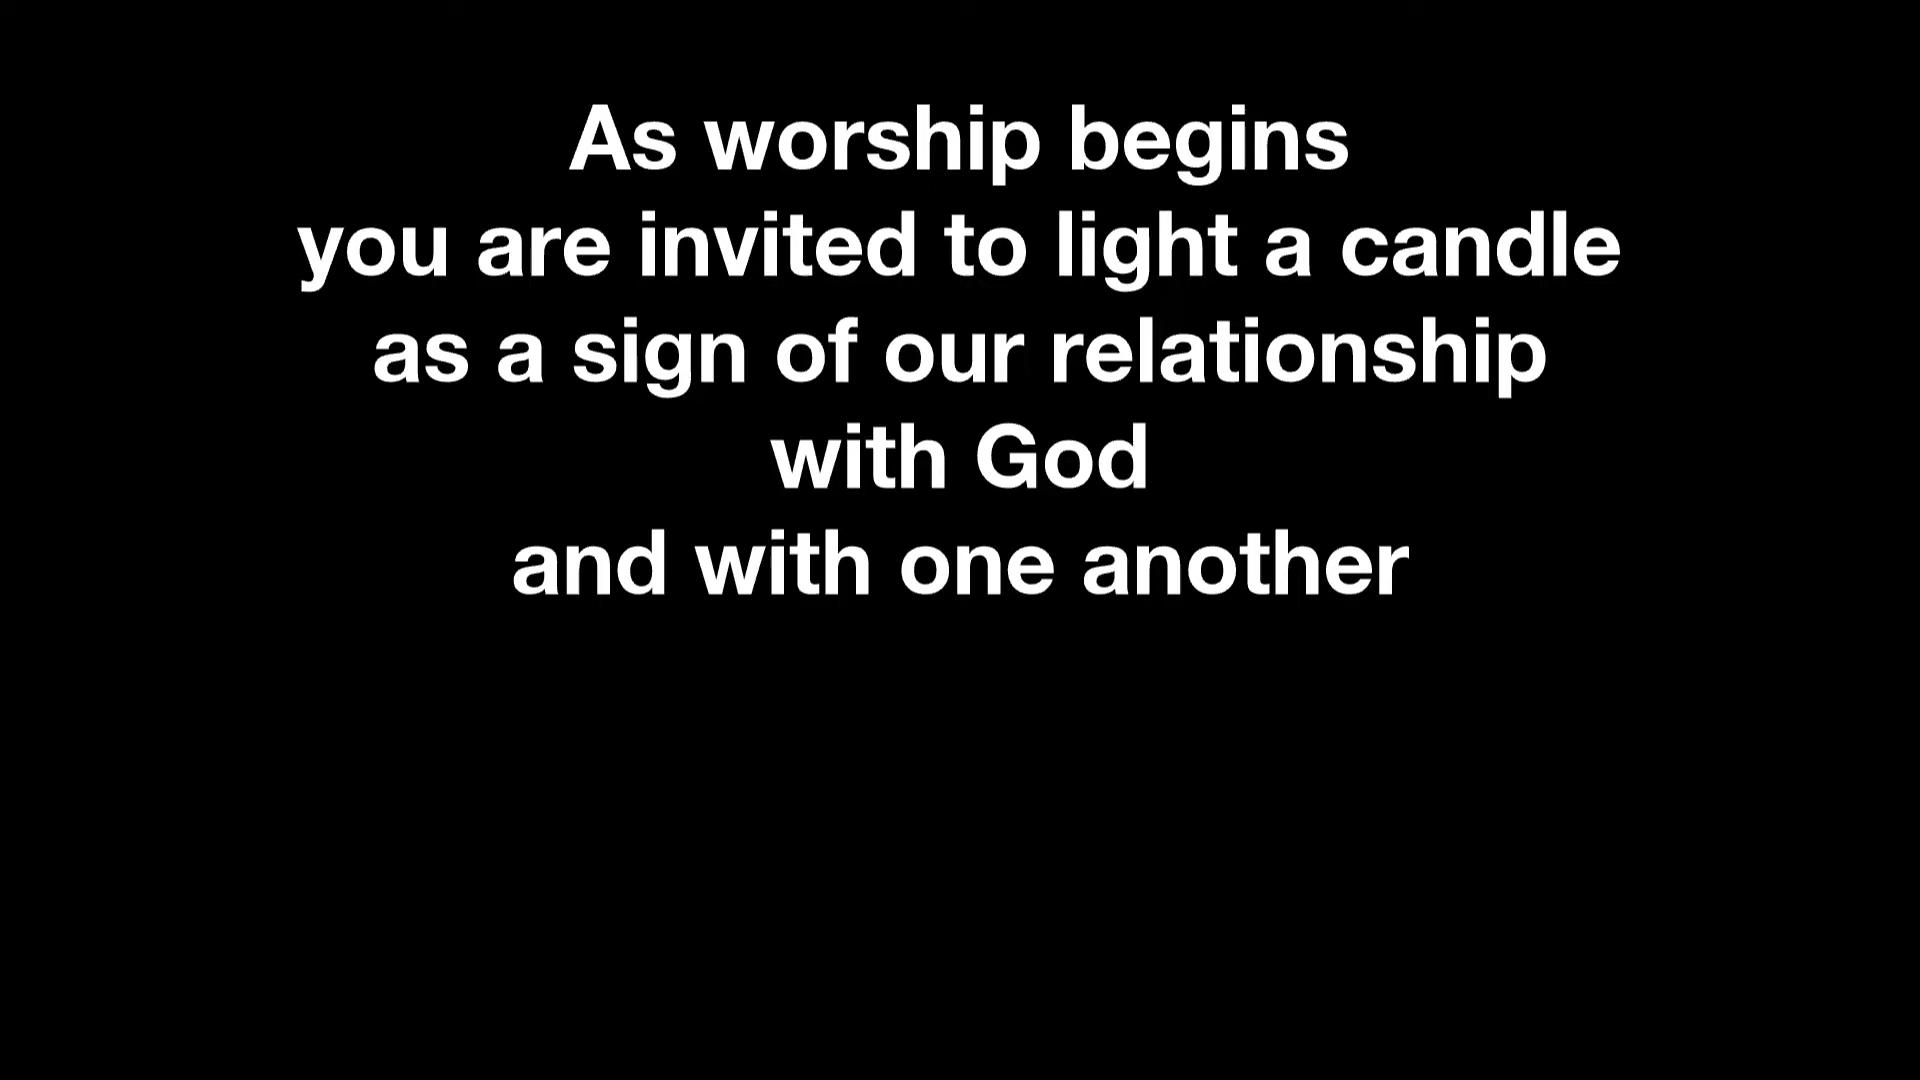 As worship begins
you are invited to light a candle
as a sign of our relationship
with God
and with one another